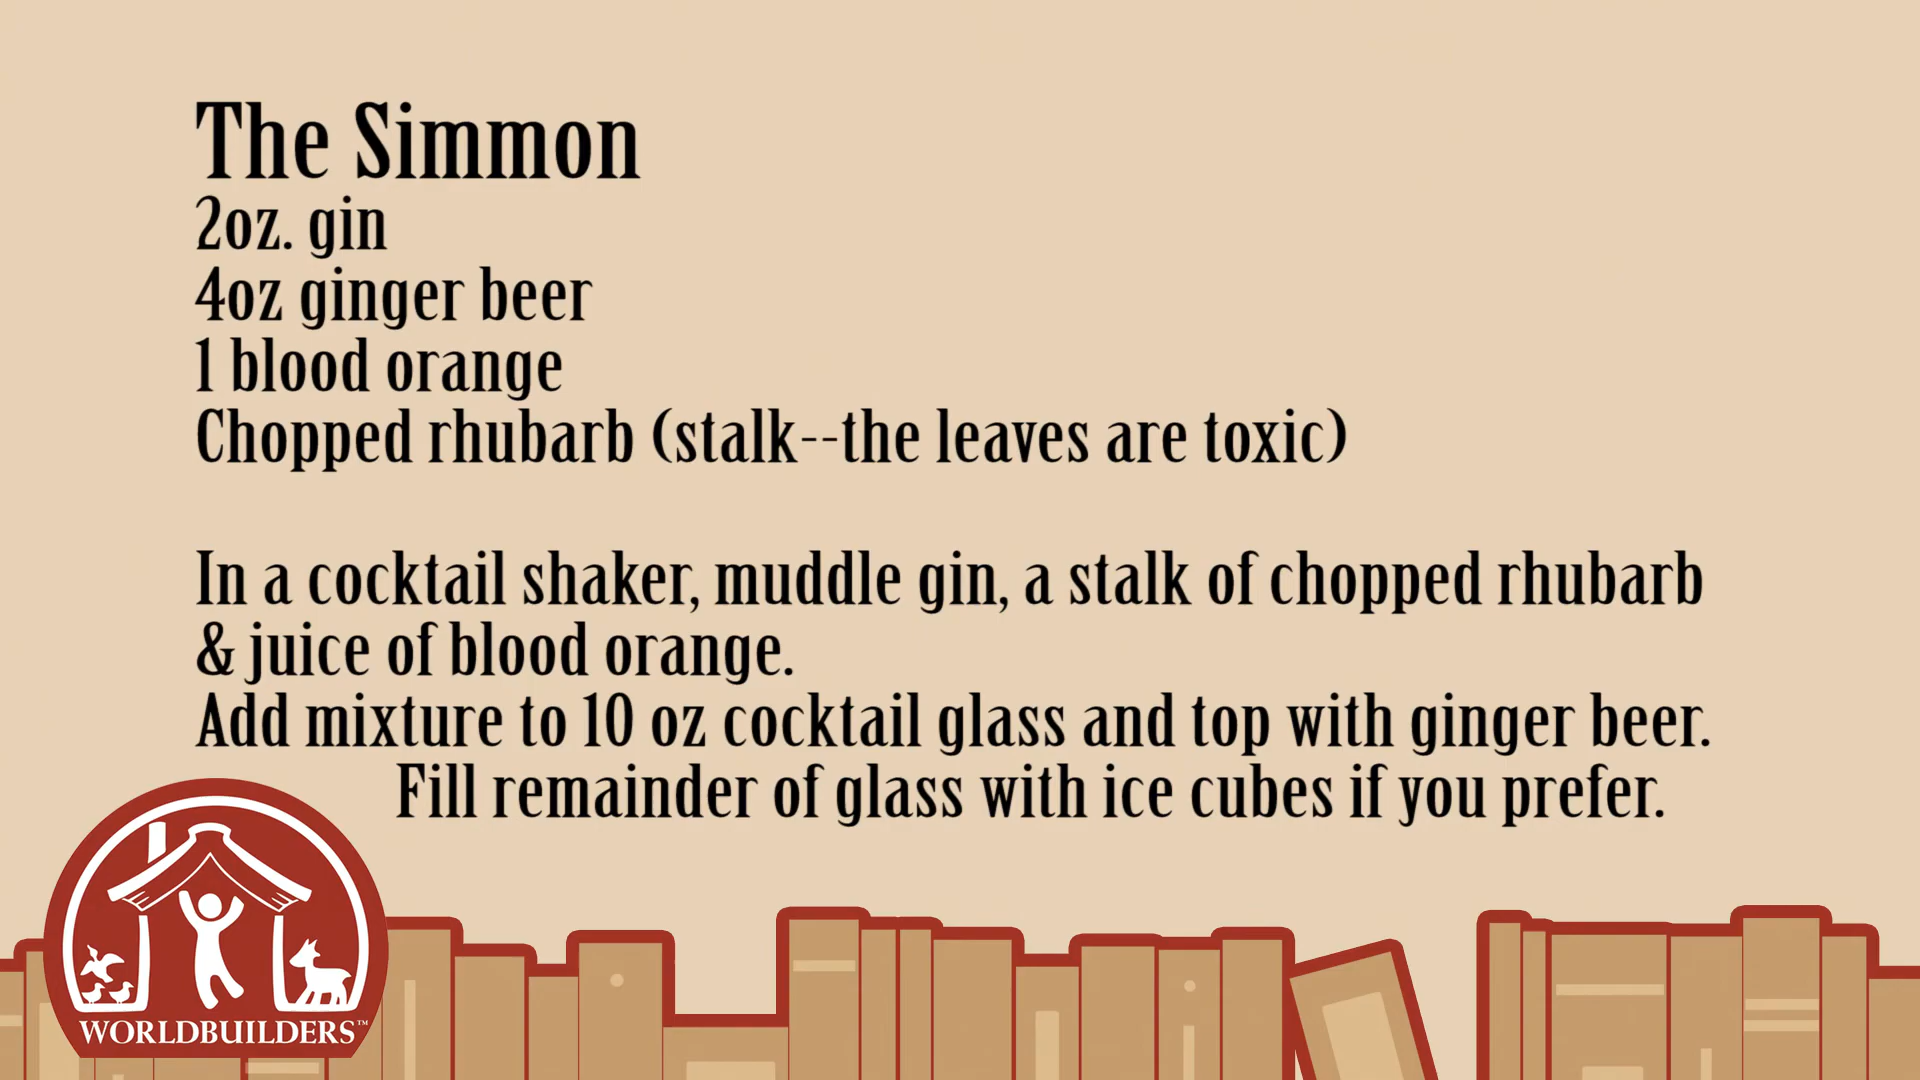 The Simmon
2oz. gin
4oz ginger beer
1 blood orange
Chopped rhubarb (stalk--the leaves are toxic)
In a cocktail shaker, muddle gin, a stalk of chopped rhubarb
& juice of blood orange.
Add mixture to 10 oz cocktail glass and top with ginger beer.
Fill remainder of glass with ice cubes if you prefer.
WORLDBUILDERS™